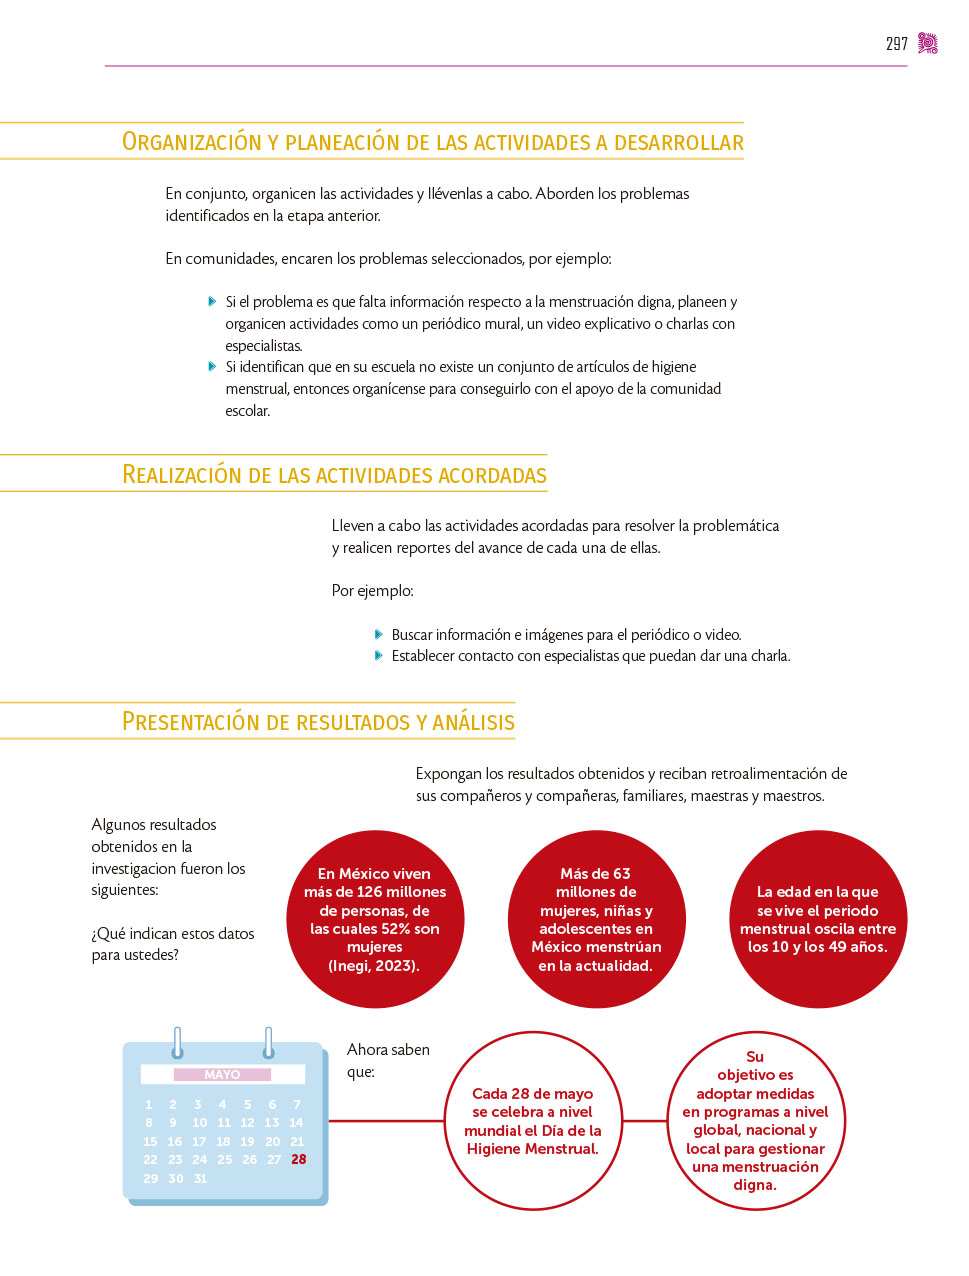 297
ORGANIZACIÓN Y PLANEACIÓN DE LAS ACTIVIDADES A DESARROLLAR
En conjunto, organicen las actividades y llévenlas a cabo. Aborden los problemas
identificados en la etapa anterior.
En comunidades, encaren los problemas seleccionados, por ejemplo:
Si el problema es que falta información respecto a la menstruación digna, planeen y
organicen actividades como un periódico mural, un video explicativo o charlas con
especialistas.
Si identifican que en su escuela no existe un conjunto de artículos de higiene
menstrual, entonces organícense para conseguirlo con el apoyo de la comunidad
escolar.
REALIZACIÓN DE LAS ACTIVIDADES ACORDADAS
Lleven a cabo las actividades acordadas para resolver la problemática
y realicen reportes del avance de cada una de ellas.
Por ejemplo:
Buscar información e imágenes para el periódico o video.
Establecer contacto con especialistas que puedan dar una charla.
PRESENTACIÓN DE RESULTADOS Y ANÁLISIS
Expongan los resultados obtenidos y reciban retroalimentación de
sus compañeros y compañeras, familiares, maestras y maestros.
Algunos resultados
obtenidos en la
investigacion fueron los
siguientes:
¿Qué indican estos datos
para ustedes?
En México viven
más de 126 millones
de personas, de
las cuales 52% son
mujeres
(Inegi, 2023).
Más de 63
millones de
mujeres, niñas y
adolescentes en
México menstrúan
en la actualidad.
La edad en la que
se vive el periodo
menstrual oscila entre
los 10 y los 49 años.
MAYO
1 2 3 4 5 6 7
8 9 10 11 12 13 14
15 16 17 18 19 20 21
22 23 24 25 26 27 28
29 30 31
Ahora saben
que:
Cada 28 de mayo
se celebra a nivel
mundial el Día de la
Higiene Menstrual.
Su
objetivo es
adoptar medidas
en programas a nivel
global, nacional y
local para gestionar
una menstruación
digna.